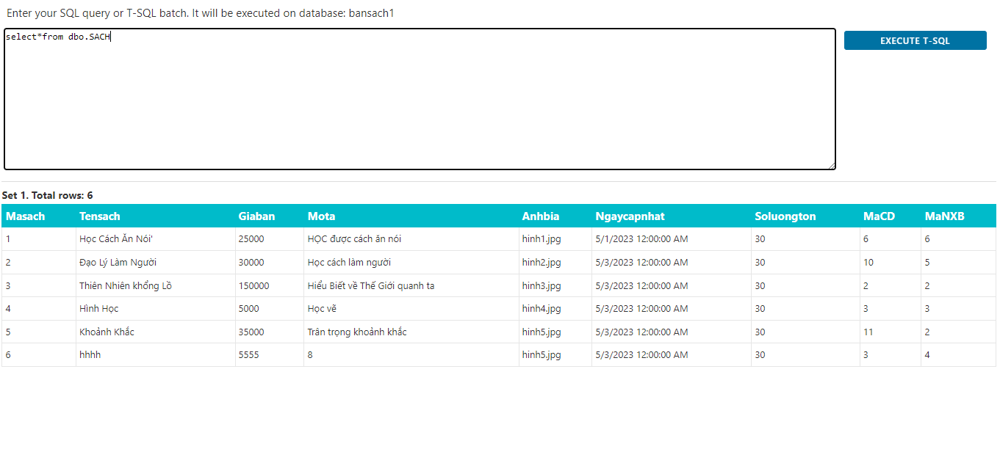 Enter your SQL query or T-SQL batch. It will be executed on database: bansach1
select*from dbo.SACH
EXECUTE T-SQL
Set 1. Total rows: 6
Masach Tensach Giaban Mota Anhbia Ngaycapnhat Soluongton MaCD MaNXB
1 Học Cách Ăn Nói' 25000 HỌC được cách ăn nói hinh1.jpg 5/1/2023 12:00:00 AM 30 6 6
2 Đạo Lý Làm Người 30000 Học cách làm người hinh2.jpg 5/3/2023 12:00:00 AM 30 10 5
3 Thiên Nhiên khổng Lồ 150000 Hiểu Biết về Thế Giới quanh ta hinh3.jpg 5/3/2023 12:00:00 AM 30 2 2
4 Hình Học 5000 Học vẽ hinh4.jpg 5/3/2023 12:00:00 AM 30 3 3
5 Khoảnh Khắc 35000 Trân trọng khoảnh khắc hinh5.jpg 5/3/2023 12:00:00 AM 30 11 2
6 hhhh 5555 8 hinh5.jpg 5/3/2023 12:00:00 AM 30 3 4